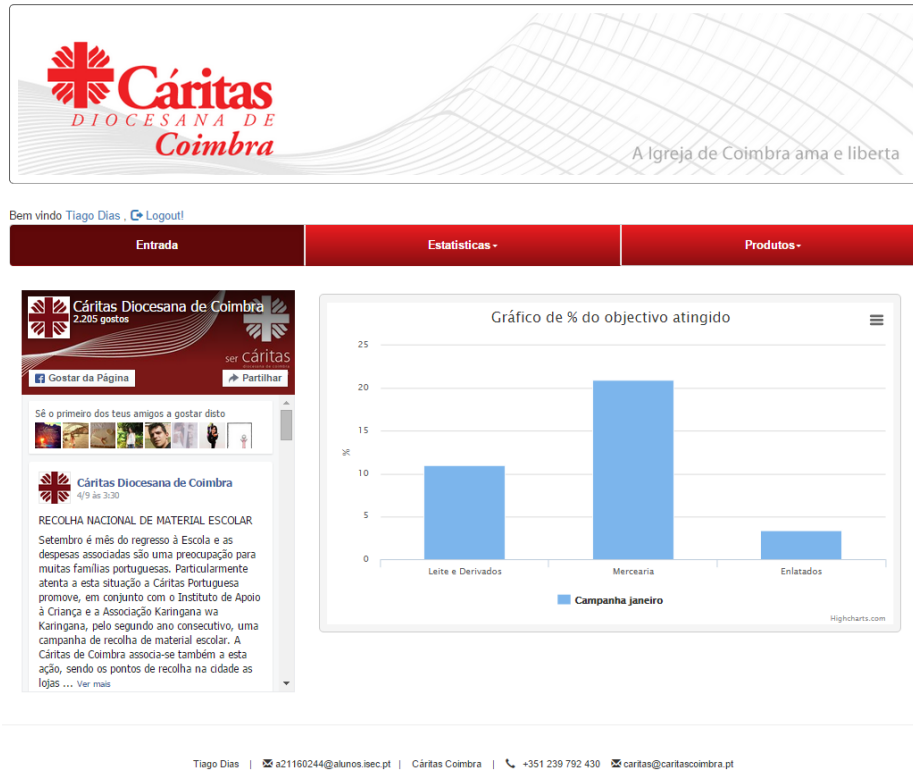 Cáritas
DIOCESANA DE
Coimbra
A Igreja de Coimbra ama e liberta
Bem vindo Tiago Dias , Logout!
Entrada
Estatisticas
Produtos
Cáritas Diocesana de Coimbra
2.205 gostos
ser cáritas
diocesana de coimbra
Gostar da Página
Partilhar
Sê o primeiro dos teus amigos a gostar disto
Cáritas Diocesana de Coimbra
4/9 às 3:30
RECOLHA NACIONAL DE MATERIAL ESCOLAR
Setembro é mês do regresso à Escola e as
despesas associadas são uma preocupação para
muitas famílias portuguesas. Particularmente
atenta a esta situação a Cáritas Portuguesa
promove, em conjunto com o Instituto de Apoio
à Criança e a Associação Karingana wa
Karingana, pelo segundo ano consecutivo, uma
campanha de recolha de material escolar. A
Cáritas de Coimbra associa-se também a esta
ação, sendo os pontos de recolha na cidade as
lojas ... Ver mais
Gráfico de % do objectivo atingido
%
25
20
15
10
5
0
Leite e Derivados
Mercearia
Enlatados
Campanha janeiro
Highcharts.com
Tiago Dias | a21160244@alunos.isec.pt | Cáritas Coimbra | +351 239 792 430 caritas@caritascoimbra.pt